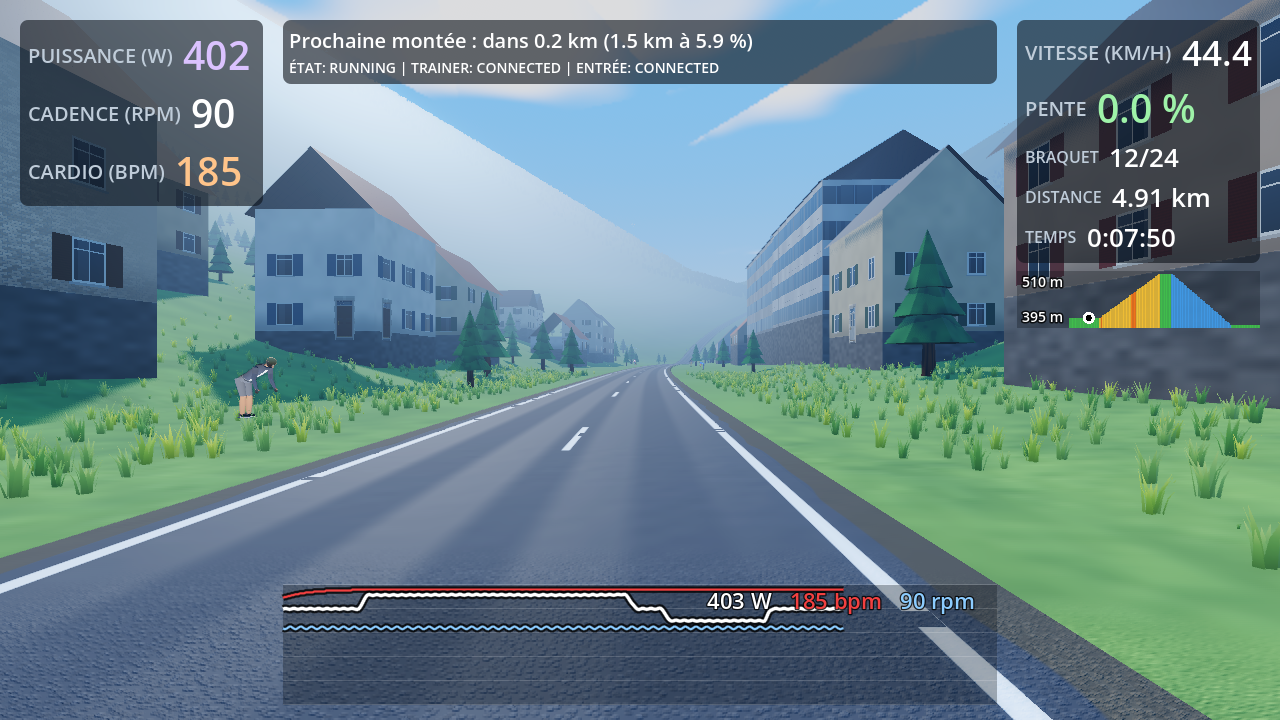 PUISSANCE (W) 402
CADENCE (RPM) 90
CARDIO (BPM) 185
Prochaine montée : dans 0.2 km (1.5 km à 5.9 %)
ÉTAT: RUNNING | TRAINER: CONNECTED | ENTRÉE: CONNECTED
VITESSE (KM/H) 44.4
PENTE 0.0 %
BRAQUET 12/24
DISTANCE 4.91 km
TEMPS 0:07:50
510 m
395 m
403 W 185 bpm 90 rpm